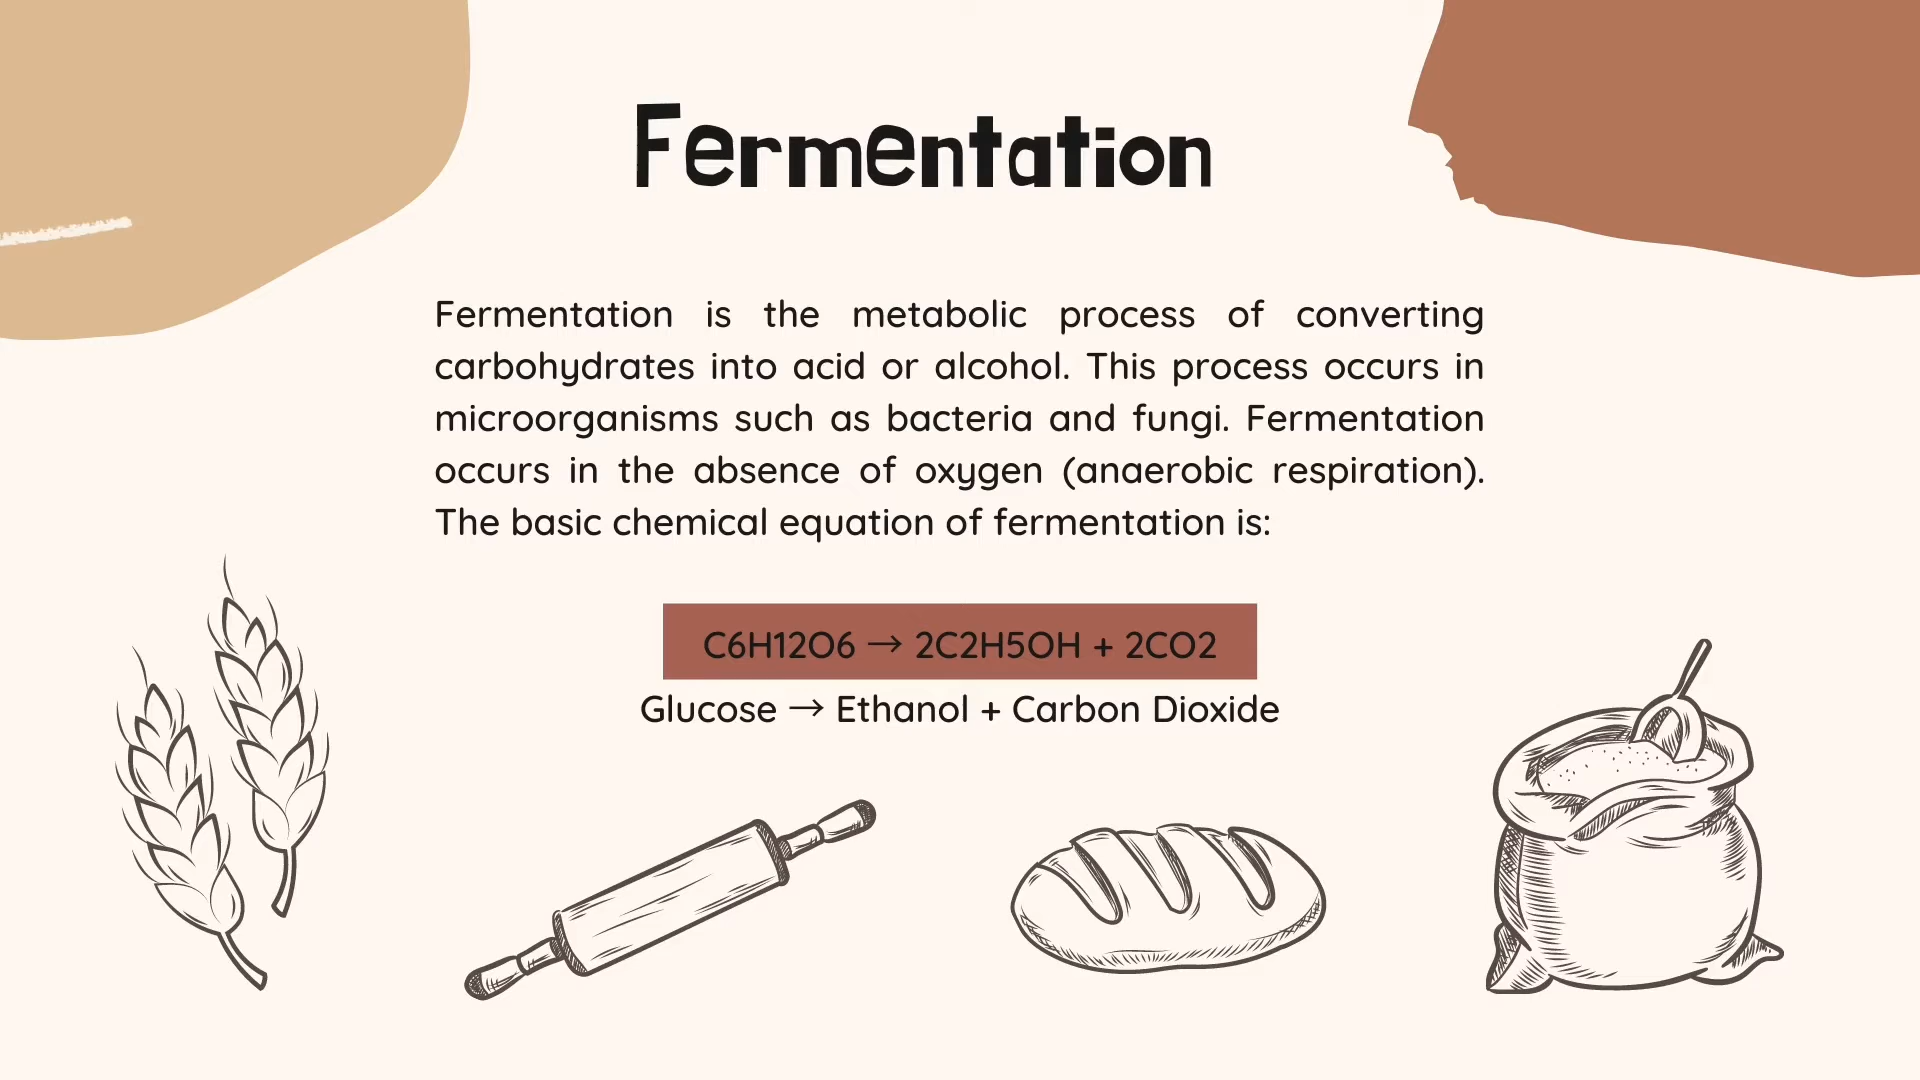 Fermentation
Fermentation is the metabolic process of converting
carbohydrates into acid or alcohol. This process occurs in
microorganisms such as bacteria and fungi. Fermentation
occurs in the absence of oxygen (anaerobic respiration).
The basic chemical equation of fermentation is:
C6H12O6 → 2C2H5OH + 2CO2
Glucose → Ethanol + Carbon Dioxide